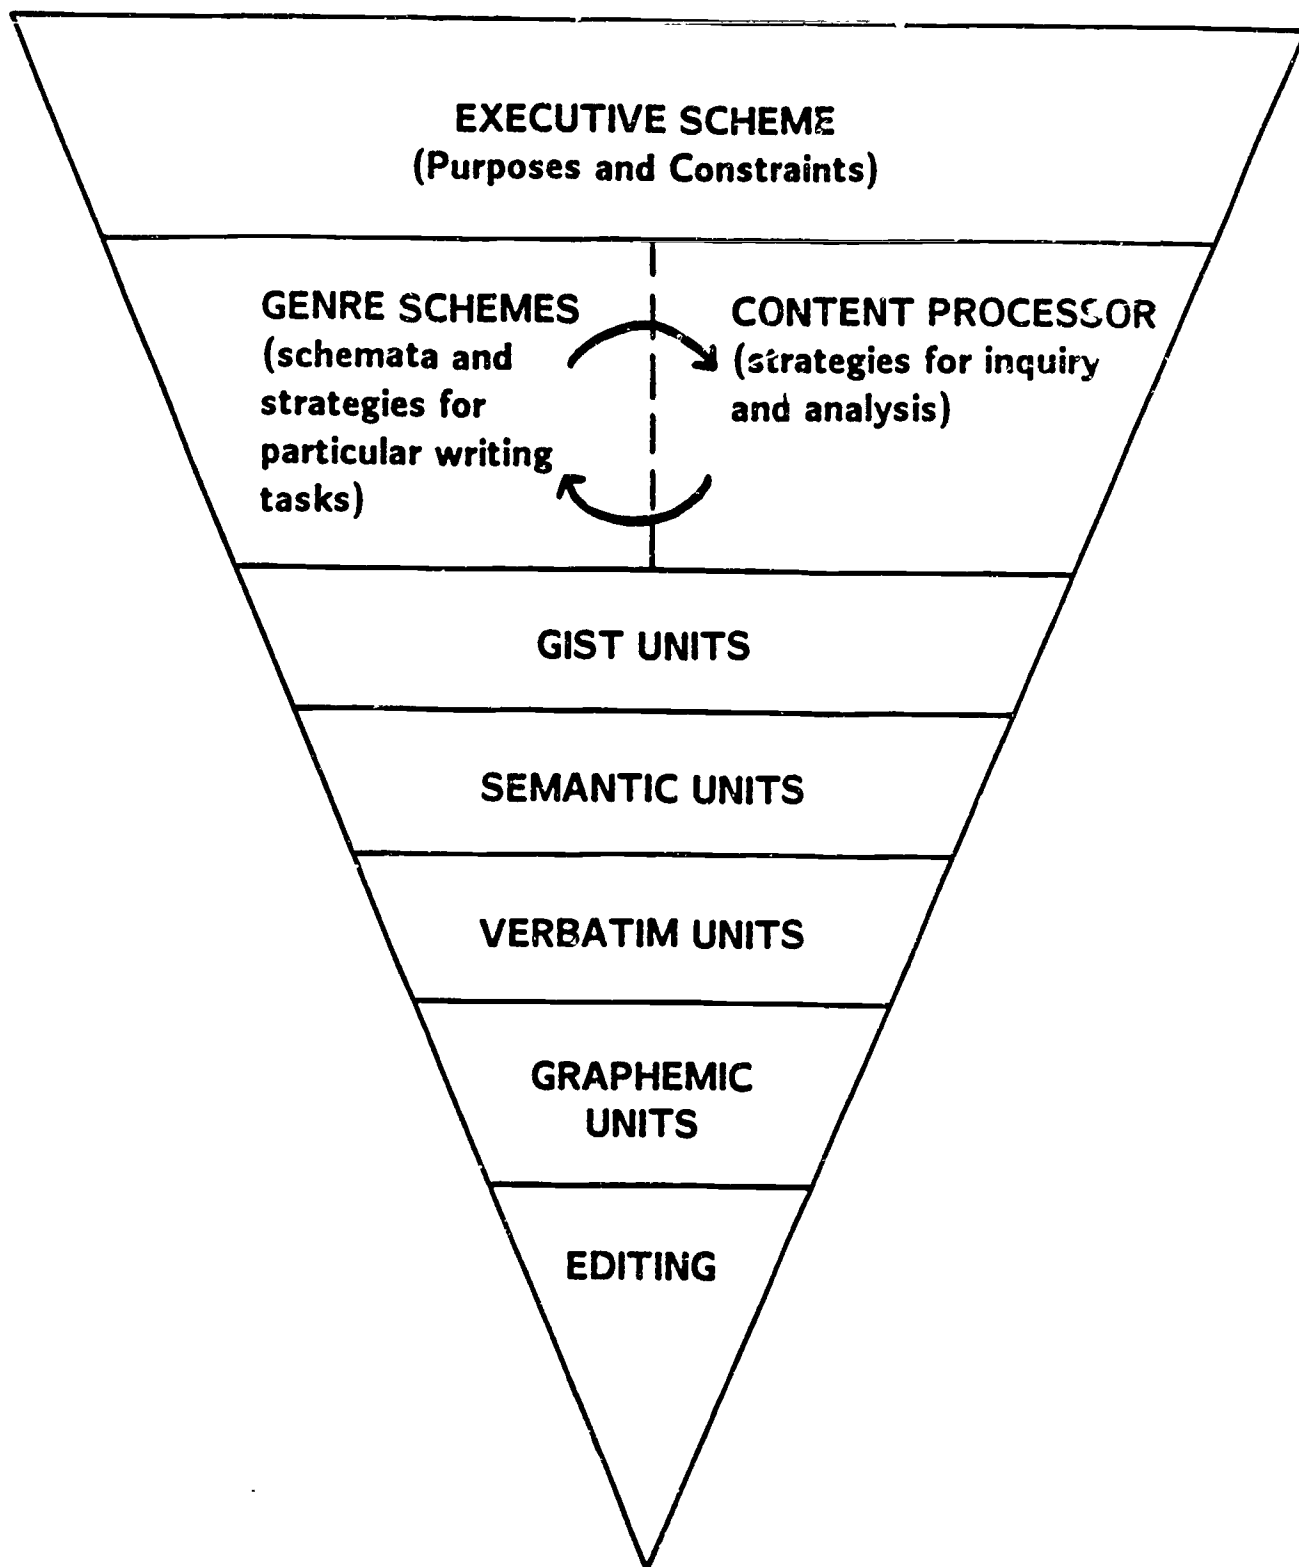 EXECUTIVE SCHEME
(Purposes and Constraints)
GENRE SCHEMES
(schemata and
strategies for
particular writing
tasks)
CONTENT PROCESSOR
(strategies for inquiry
and analysis)
GIST UNITS
SEMANTIC UNITS
VERBATIM UNITS
GRAPHEMIC
UNITS
EDITING